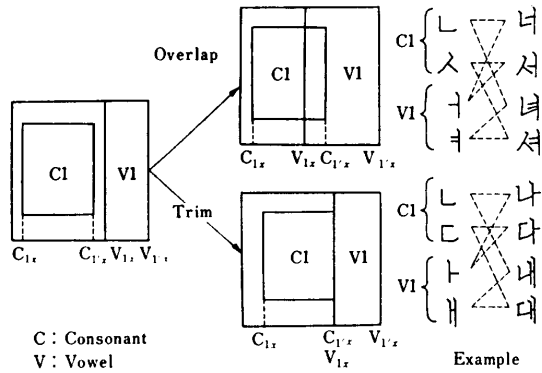 Overlap
C1 V1
C1x V1x C1'x V1'x
C1 V1
C1x C1'x V1x V1'x
Trim
C1 V1
C1x C1'x V1'x
V1x
C : Consonant
V : Vowel
C1 ㄴ 너
ㅅ 서
V1 ㅓ 녀
ㅕ 셔
C1 ㄴ 나
ㄷ 다
V1 ㅏ 내
ㅐ 대
Example